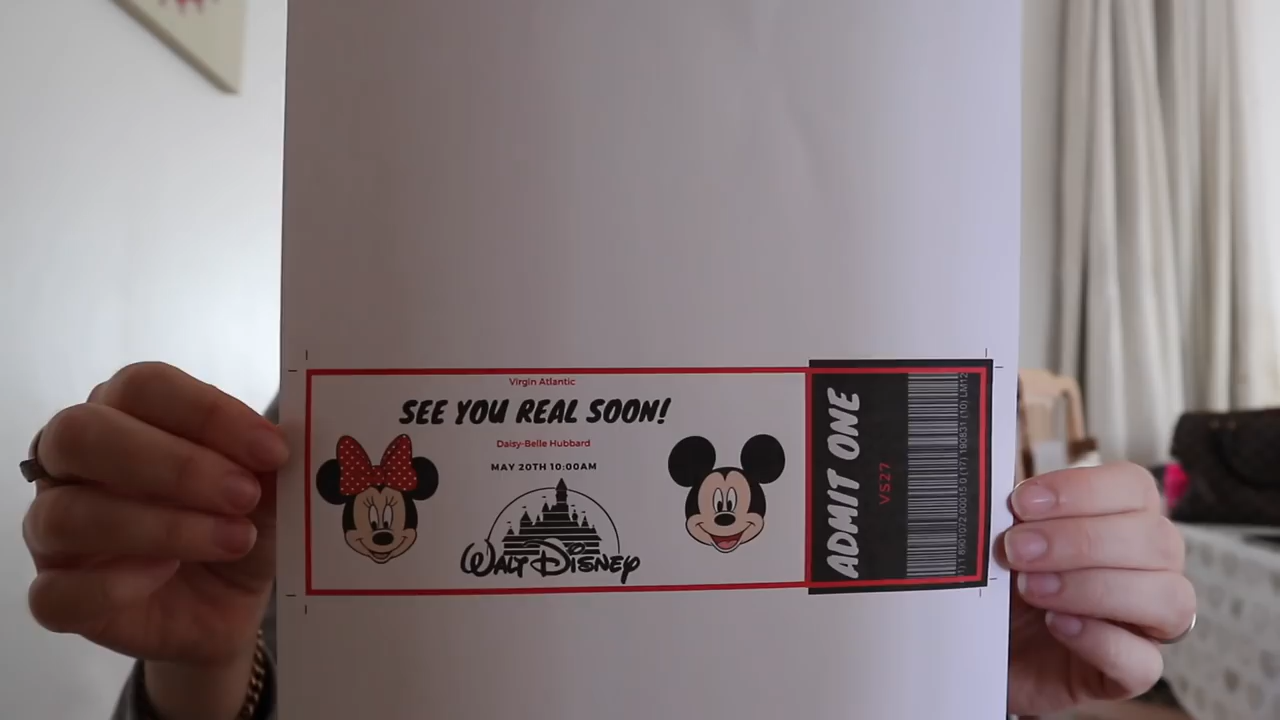 Virgin Atlantic
SEE YOU REAL SOON!
Daisy-Belle Hubbard
MAY 20TH 10:00AM
WALT DISNEY
ADMIT ONE
VS27